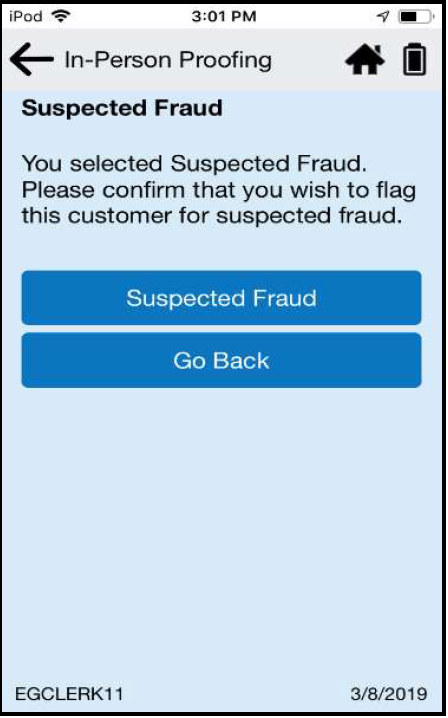 iPod 3:01 PM
In-Person Proofing
Suspected Fraud
You selected Suspected Fraud.
Please confirm that you wish to flag
this customer for suspected fraud.
Suspected Fraud
Go Back
EGCLERK11 3/8/2019